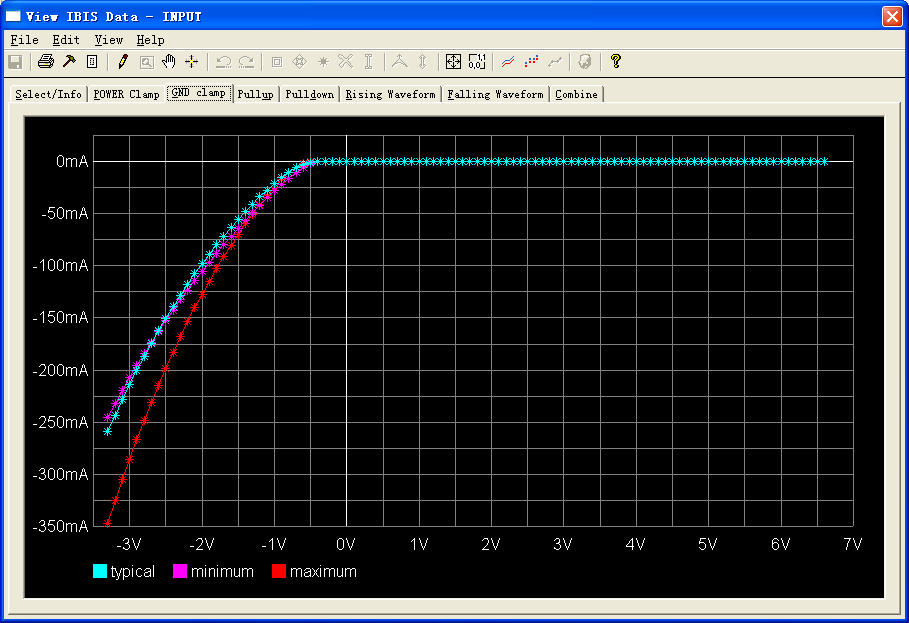 View IBIS Data - INPUT
File Edit View Help
Select/Info POWER Clamp GND clamp Pullup Pulldown Rising Waveform Falling Waveform Combine
0mA
-50mA
-100mA
-150mA
-200mA
-250mA
-300mA
-350mA
-3V -2V -1V 0V 1V 2V 3V 4V 5V 6V 7V
typical minimum maximum